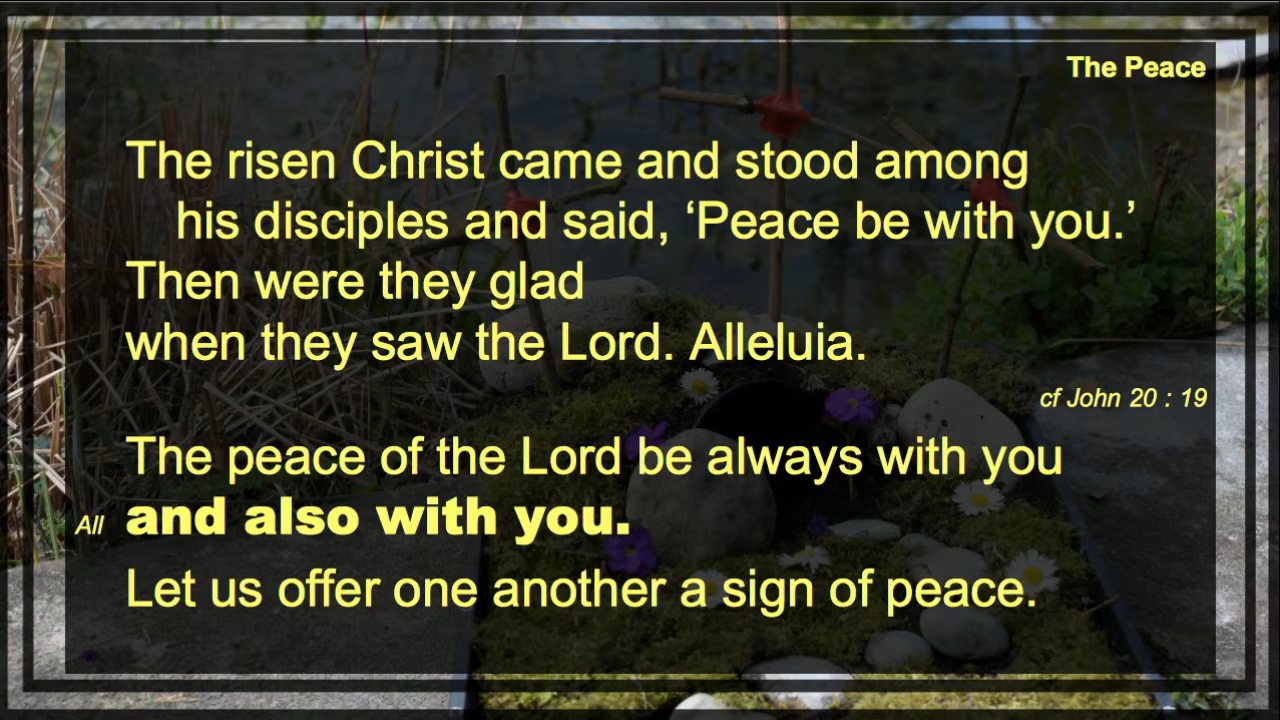 The Peace
The risen Christ came and stood among
his disciples and said, ‘Peace be with you.’
Then were they glad
when they saw the Lord. Alleluia.
cf John 20 : 19
The peace of the Lord be always with you
All and also with you.
Let us offer one another a sign of peace.